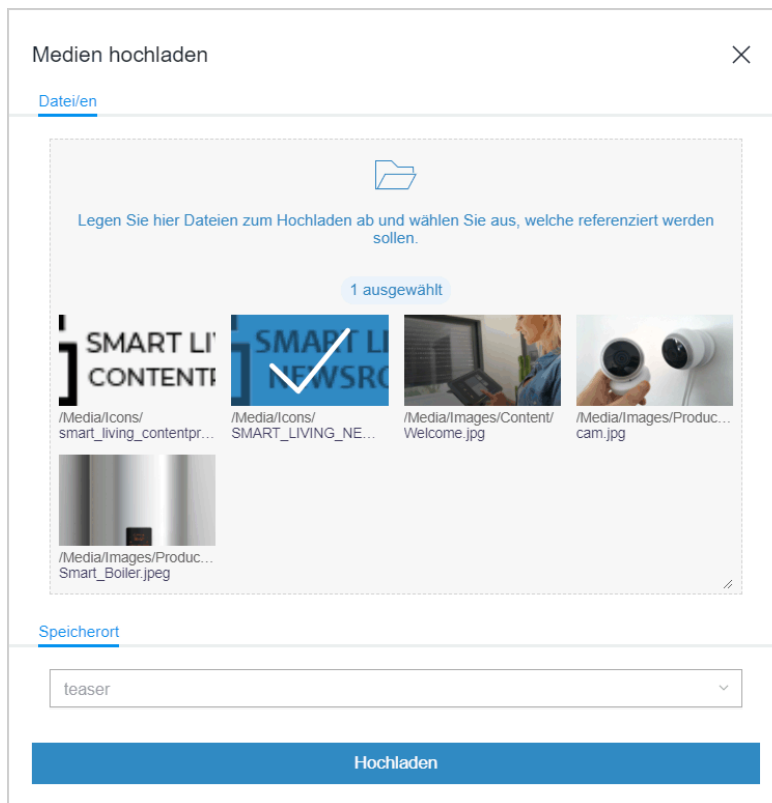 Medien hochladen
Datei/en
Legen Sie hier Dateien zum Hochladen ab und wählen Sie aus, welche referenziert werden
sollen.
1 ausgewählt
SMART LI
CONTENT
SMART LI
NEWSR
/Media/Icons/
smart_living_contentpr...
/Media/Icons/
SMART_LIVING_NE...
/Media/Images/Content/
Welcome.jpg
/Media/Images/Produc...
cam.jpg
/Media/Images/Produc...
Smart_Boiler.jpeg
Speicherort
teaser
Hochladen